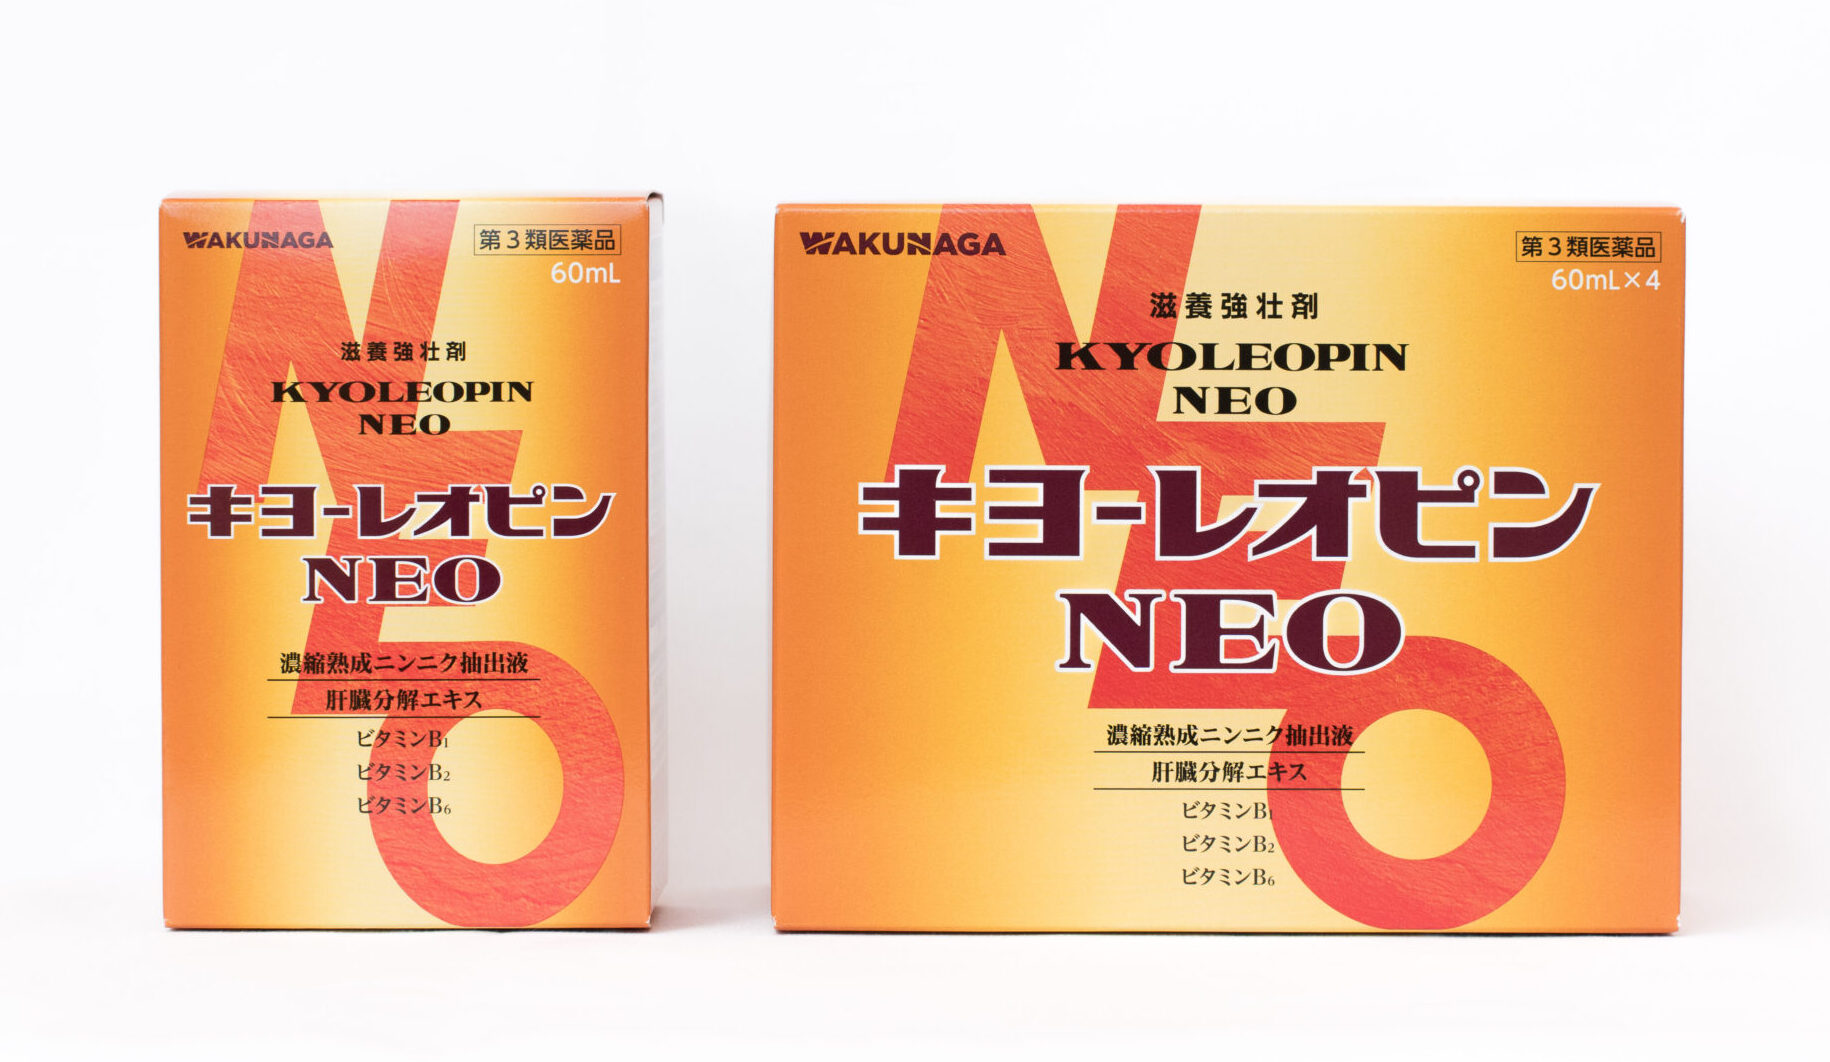 WAKUNAGA
第3類医薬品
60mL
滋養強壮剤
KYOLEOPIN
NEO
キヨーレオピン
NEO
濃縮熟成ニンニク抽出液
肝臓分解エキス
ビタミンB₁
ビタミンB₂
ビタミンB₆
NEO
WAKUNAGA
第3類医薬品
60mL×4
滋養強壮剤
KYOLEOPIN
NEO
キヨーレオピン
NEO
濃縮熟成ニンニク抽出液
肝臓分解エキス
ビタミンB₁
ビタミンB₂
ビタミンB₆
NEO